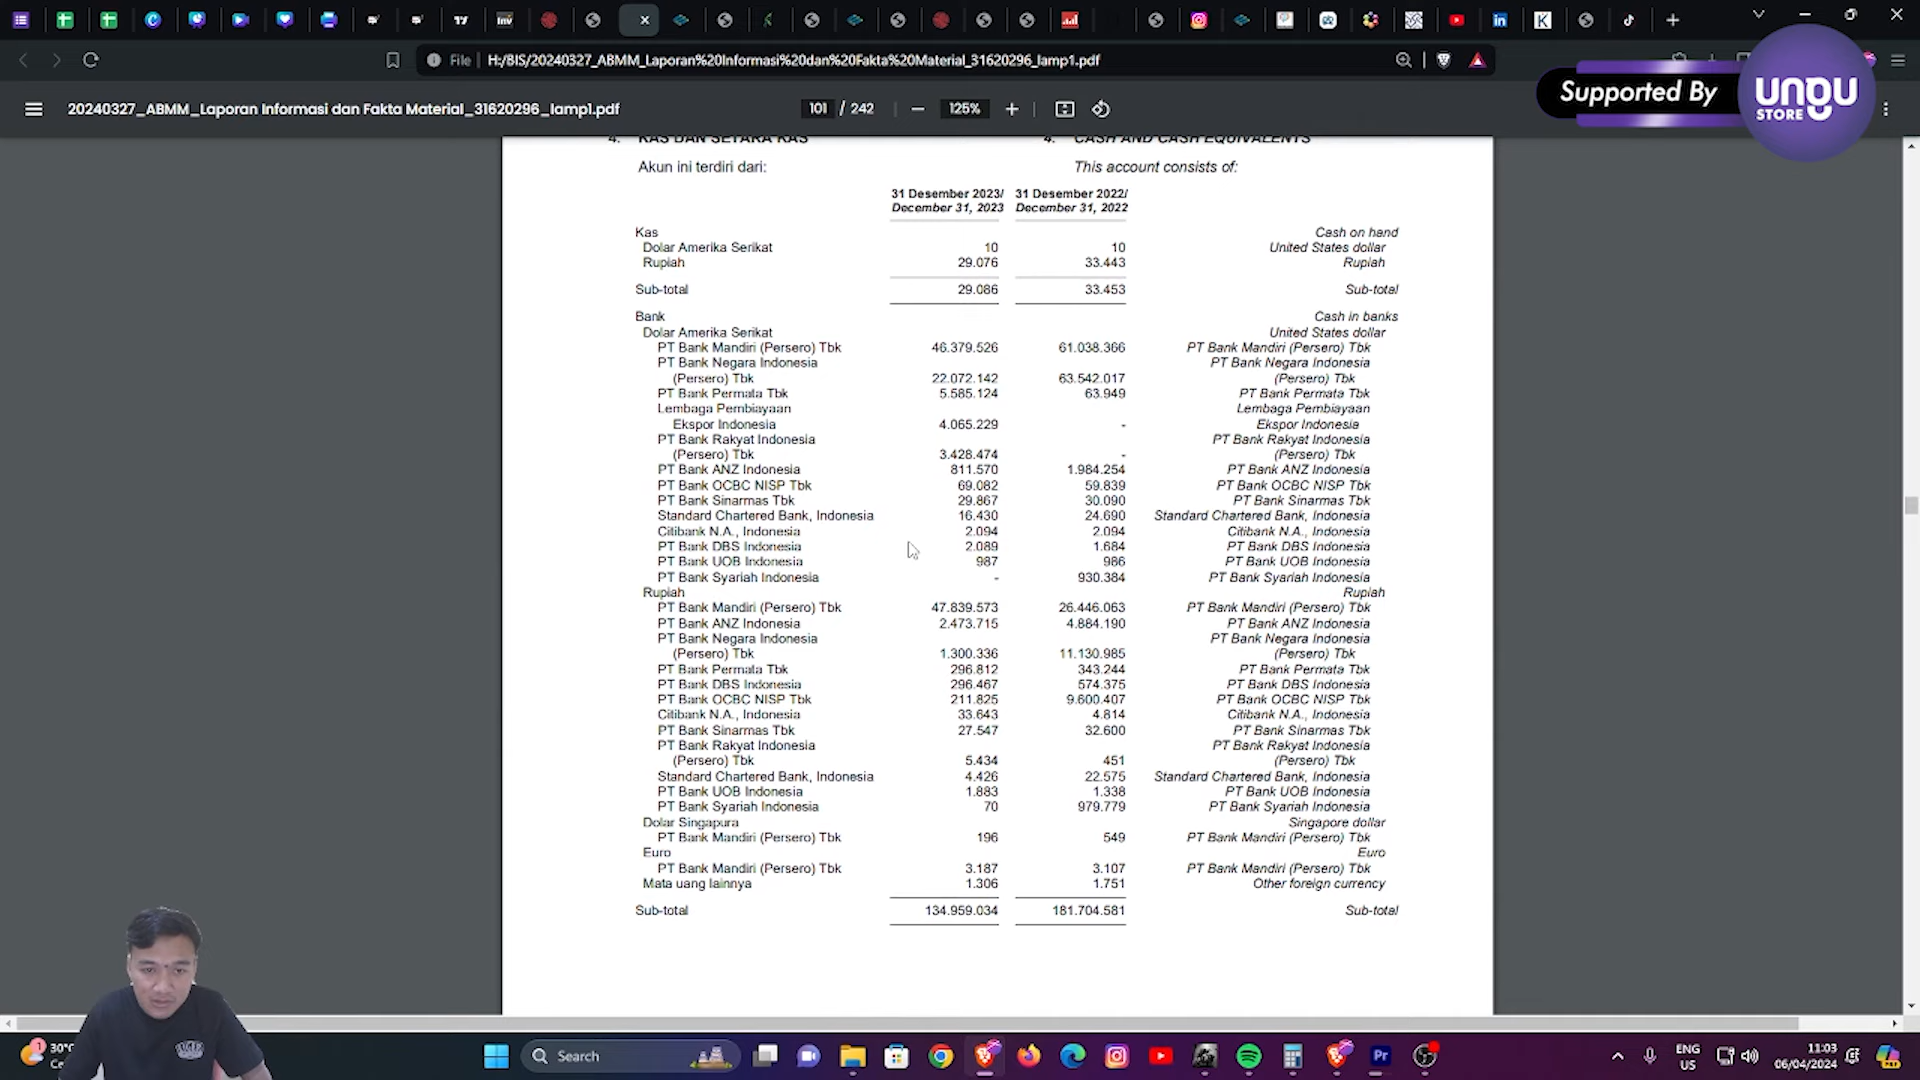 File H:/BIS/20240327_ABMM_Laporan%20Informasi%20dan%20Fakta%20Material_31620296_lamp1.pdf
Supported By
UNGU
STORE
20240327_ABMM_Laporan Informasi dan Fakta Material_31620296_lamp1.pdf 101 / 242 125%
4. KAS DAN SETARA KAS 4. CASH AND CASH EQUIVALENTS
Akun ini terdiri dari: This account consists of:
31 Desember 2023/ 31 Desember 2022/
December 31, 2023 December 31, 2022
Kas Cash on hand
Dolar Amerika Serikat 10 10 United States dollar
Rupiah 29.076 33.443 Rupiah
Sub-total 29.086 33.453 Sub-total
Bank Cash in banks
Dolar Amerika Serikat United States dollar
PT Bank Mandiri (Persero) Tbk 46.379.526 61.038.366 PT Bank Mandiri (Persero) Tbk
PT Bank Negara Indonesia PT Bank Negara Indonesia
(Persero) Tbk 22.072.142 63.542.017 (Persero) Tbk
PT Bank Permata Tbk 5.585.124 63.949 PT Bank Permata Tbk
Lembaga Pembiayaan Lembaga Pembiayaan
Ekspor Indonesia 4.065.229 - Ekspor Indonesia
PT Bank Rakyat Indonesia PT Bank Rakyat Indonesia
(Persero) Tbk 3.428.474 - (Persero) Tbk
PT Bank ANZ Indonesia 811.570 1.984.254 PT Bank ANZ Indonesia
PT Bank OCBC NISP Tbk 69.082 59.839 PT Bank OCBC NISP Tbk
PT Bank Sinarmas Tbk 29.867 30.090 PT Bank Sinarmas Tbk
Standard Chartered Bank, Indonesia 16.430 24.690 Standard Chartered Bank, Indonesia
Citibank N.A., Indonesia 2.094 2.094 Citibank N.A., Indonesia
PT Bank DBS Indonesia 2.089 1.684 PT Bank DBS Indonesia
PT Bank UOB Indonesia 987 986 PT Bank UOB Indonesia
PT Bank Syariah Indonesia - 930.384 PT Bank Syariah Indonesia
Rupiah Rupiah
PT Bank Mandiri (Persero) Tbk 47.839.573 26.446.063 PT Bank Mandiri (Persero) Tbk
PT Bank ANZ Indonesia 2.473.715 4.884.190 PT Bank ANZ Indonesia
PT Bank Negara Indonesia PT Bank Negara Indonesia
(Persero) Tbk 1.300.336 11.130.985 (Persero) Tbk
PT Bank Permata Tbk 296.812 343.244 PT Bank Permata Tbk
PT Bank DBS Indonesia 296.467 574.375 PT Bank DBS Indonesia
PT Bank OCBC NISP Tbk 211.825 9.600.407 PT Bank OCBC NISP Tbk
Citibank N.A., Indonesia 33.643 4.814 Citibank N.A., Indonesia
PT Bank Sinarmas Tbk 27.547 32.600 PT Bank Sinarmas Tbk
PT Bank Rakyat Indonesia PT Bank Rakyat Indonesia
(Persero) Tbk 5.434 451 (Persero) Tbk
Standard Chartered Bank, Indonesia 4.426 22.575 Standard Chartered Bank, Indonesia
PT Bank UOB Indonesia 1.883 1.338 PT Bank UOB Indonesia
PT Bank Syariah Indonesia 70 979.779 PT Bank Syariah Indonesia
Dolar Singapura Singapore dollar
PT Bank Mandiri (Persero) Tbk 196 549 PT Bank Mandiri (Persero) Tbk
Euro Euro
PT Bank Mandiri (Persero) Tbk 3.187 3.107 PT Bank Mandiri (Persero) Tbk
Mata uang lainnya 1.306 1.751 Other foreign currency
Sub-total 134.959.034 181.704.581 Sub-total
30°
Search
ENG 11:03
US 06/04/2024